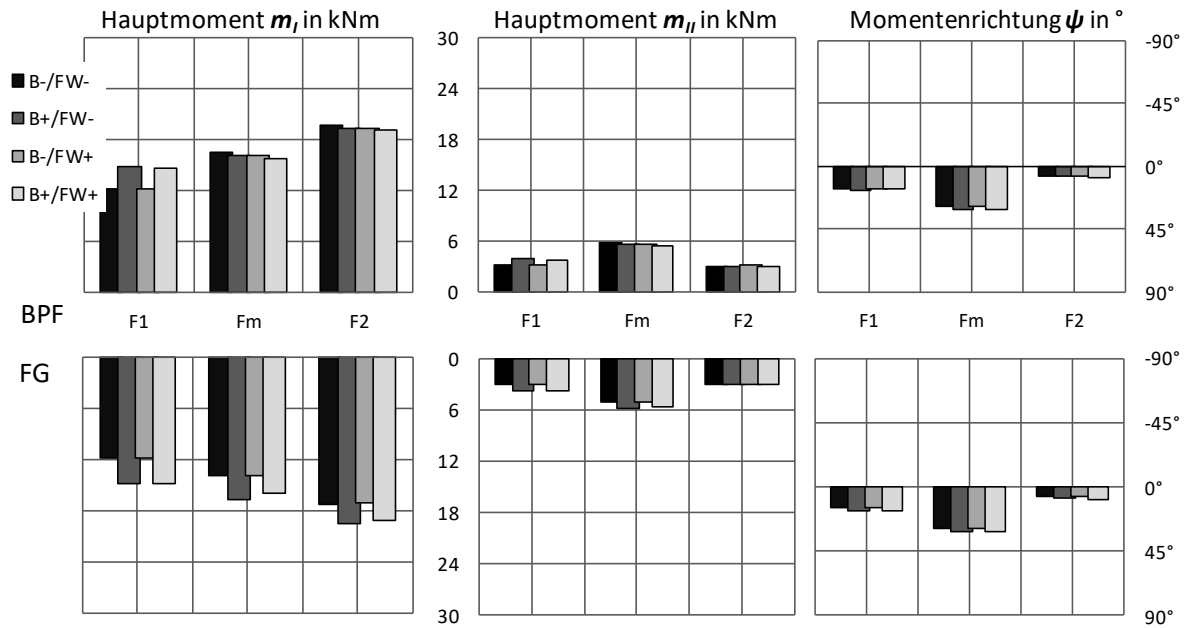 Hauptmoment m_I in kNm
Hauptmoment m_II in kNm
Momentenrichtung ψ in °
B-/FW-
B+/FW-
B-/FW+
B+/FW+
30
24
18
12
6
0
-90°
-45°
0°
45°
90°
BPF
F1
Fm
F2
F1
Fm
F2
F1
Fm
F2
FG
0
6
12
18
24
30
-90°
-45°
0°
45°
90°